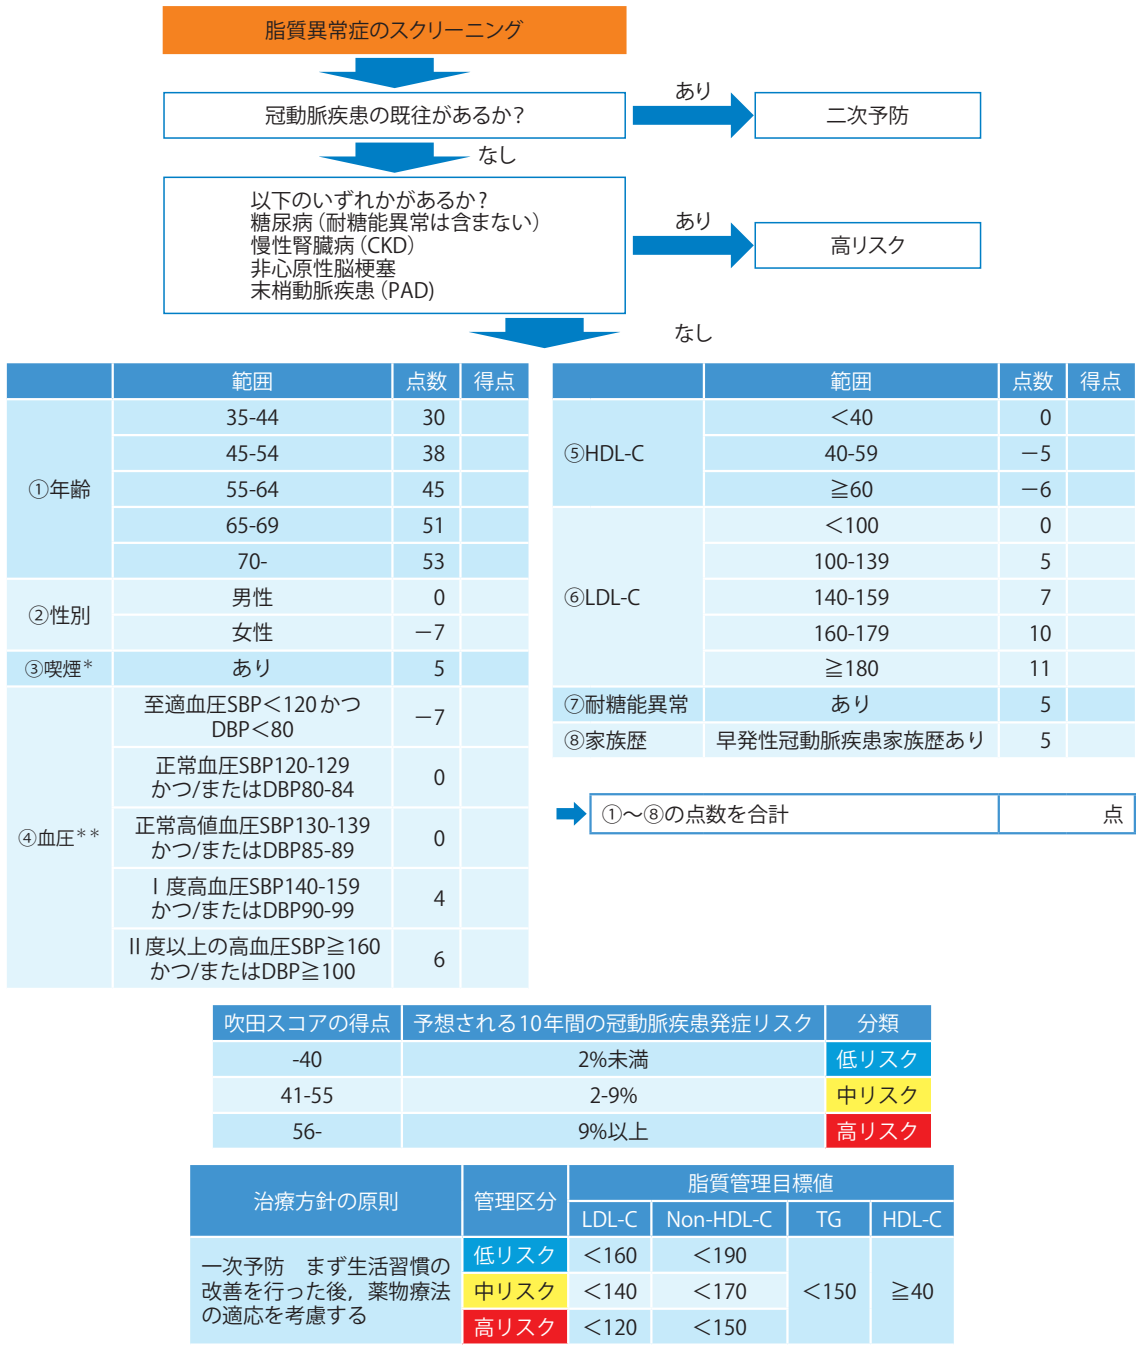 脂質異常症のスクリーニング
冠動脈疾患の既往があるか？
あり
二次予防
なし
以下のいずれかがあるか？
糖尿病（耐糖能異常は含まない）
慢性腎臓病（CKD）
非心原性脳梗塞
末梢動脈疾患（PAD)
あり
高リスク
なし
範囲 点数 得点
①年齢
35-44 30
45-54 38
55-64 45
65-69 51
70- 53
②性別
男性 0
女性 －7
③喫煙＊ あり 5
④血圧＊＊
至適血圧SBP＜120かつ
DBP＜80
－7
正常血圧SBP120-129
かつ/またはDBP80-84
0
正常高値血圧SBP130-139
かつ/またはDBP85-89
0
Ⅰ度高血圧SBP140-159
かつ/またはDBP90-99
4
Ⅱ度以上の高血圧SBP≧160
かつ/またはDBP≧100
6
範囲 点数 得点
⑤HDL-C
＜40 0
40-59 －5
≧60 －6
⑥LDL-C
＜100 0
100-139 5
140-159 7
160-179 10
≧180 11
⑦耐糖能異常 あり 5
⑧家族歴 早発性冠動脈疾患家族歴あり 5
①～⑧の点数を合計 点
吹田スコアの得点 予想される10年間の冠動脈疾患発症リスク 分類
-40 2%未満 低リスク
41-55 2-9% 中リスク
56- 9%以上 高リスク
治療方針の原則 管理区分 脂質管理目標値
LDL-C Non-HDL-C TG HDL-C
一次予防　まず生活習慣の
改善を行った後，薬物療法
の適応を考慮する
低リスク ＜160 ＜190
中リスク ＜140 ＜170 ＜150 ≧40
高リスク ＜120 ＜150